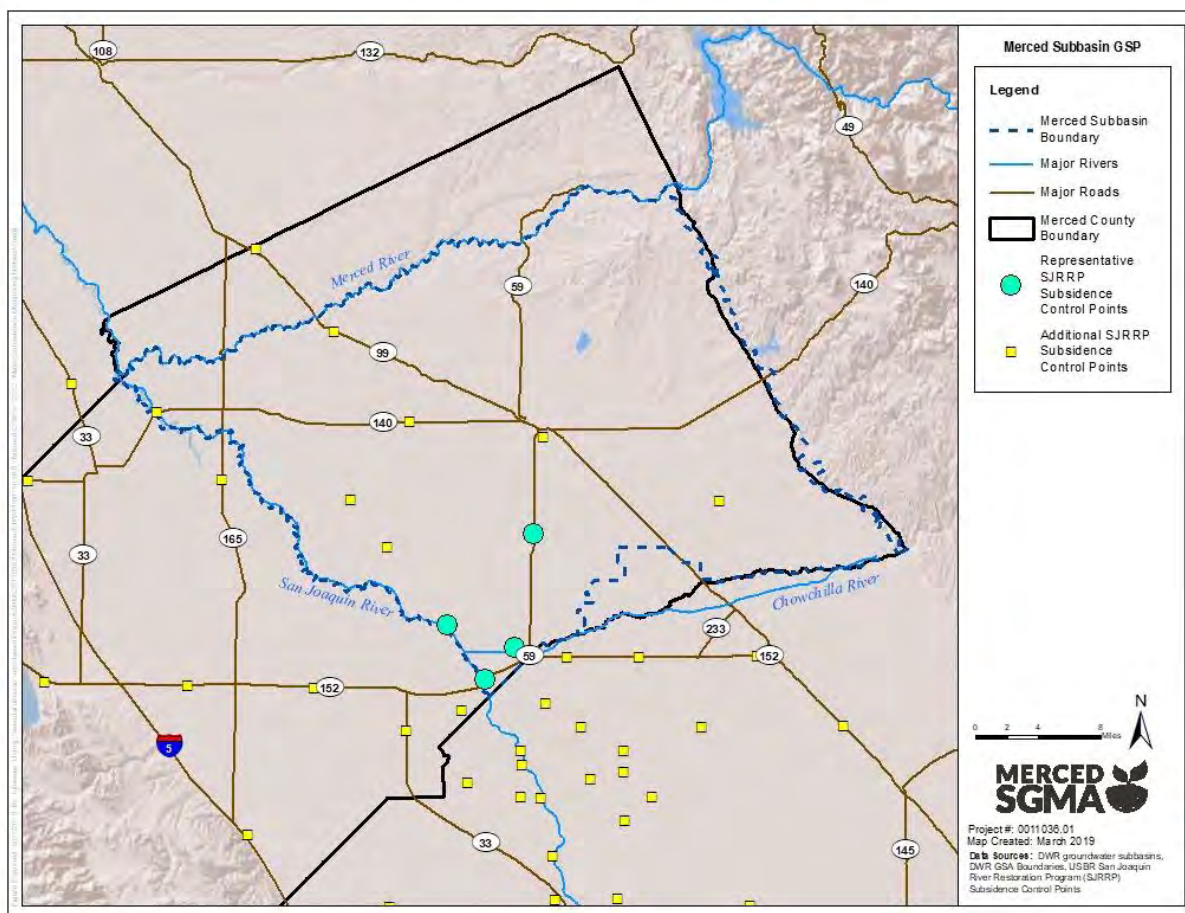 Merced Subbasin GSP
Legend
Merced Subbasin
Boundary
Major Rivers
Major Roads
Merced County
Boundary
Representative
SJRRP
Subsidence
Control Points
Additional SJRRP
Subsidence
Control Points
108
132
49
Merced River
59
140
99
140
33
33
165
San Joaquin River
Chowchilla River
233
59
152
152
5
33
145
N
0 2 4 8
Miles
MERCED
SGMA
Project #: 0011036.01
Map Created: March 2019
Data Sources: DWR groundwater subbasins,
DWR GSA Boundaries, USBR San Joaquin
River Restoration Program (SJRRP)
Subsidence Control Points